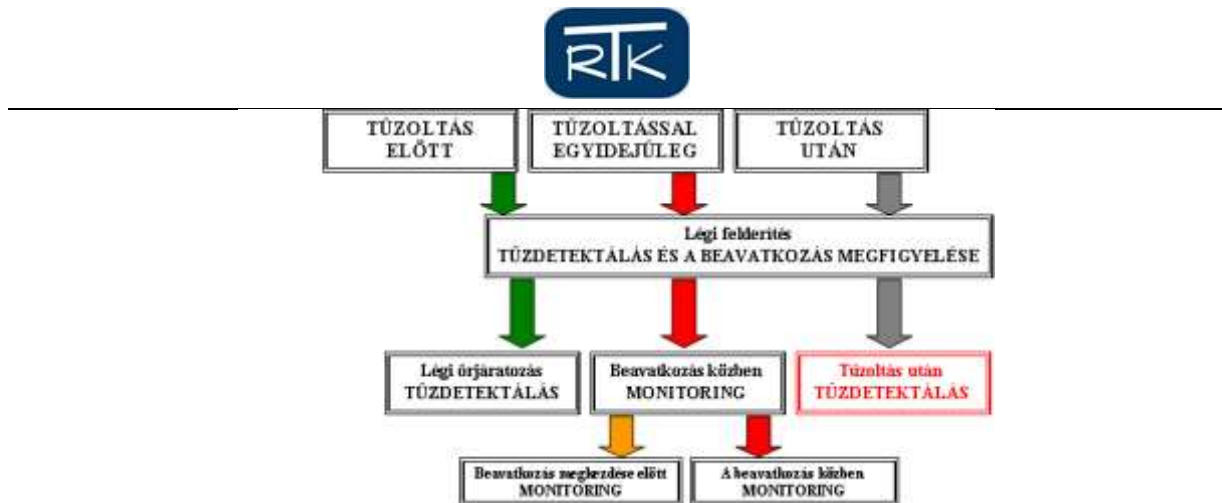 RTK
TŰZOLTÁS
ELŐTT
TŰZOLTÁSSAL
EGYIDEJŰLEG
TŰZOLTÁS
UTÁN
Légi felderítés
TŰZDETEKTÁLÁS ÉS A BEAVATKOZÁS MEGFIGYELÉSE
Légi őrjáratozás
TŰZDETEKTÁLÁS
Beavatkozás közben
MONITORING
Tűzoltás után
TŰZDETEKTÁLÁS
Beavatkozás megkezdése előtt
MONITORING
A beavatkozás közben
MONITORING